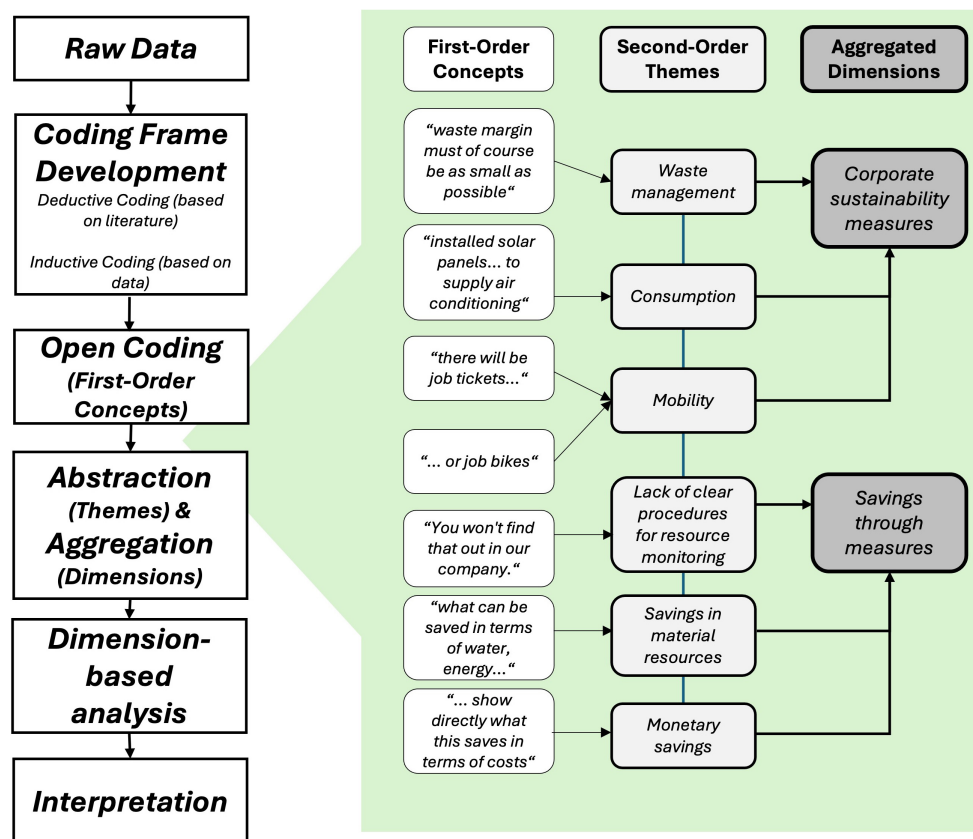 Raw Data
Coding Frame
Development
Deductive Coding (based
on literature)
Inductive Coding (based on
data)
Open Coding
(First-Order
Concepts)
Abstraction
(Themes) &
Aggregation
(Dimensions)
Dimension-
based
analysis
Interpretation
First-Order
Concepts
Second-Order
Themes
Aggregated
Dimensions
“waste margin
must of course
be as small as
possible“
Waste
management
Corporate
sustainability
measures
“installed solar
panels... to
supply air
conditioning“
Consumption
“there will be
job tickets...“
Mobility
“... or job bikes“
“You won't find
that out in our
company.“
Lack of clear
procedures
for resource
monitoring
Savings
through
measures
“what can be
saved in terms
of water,
energy...“
Savings in
material
resources
“... show
directly what
this saves in
terms of costs“
Monetary
savings